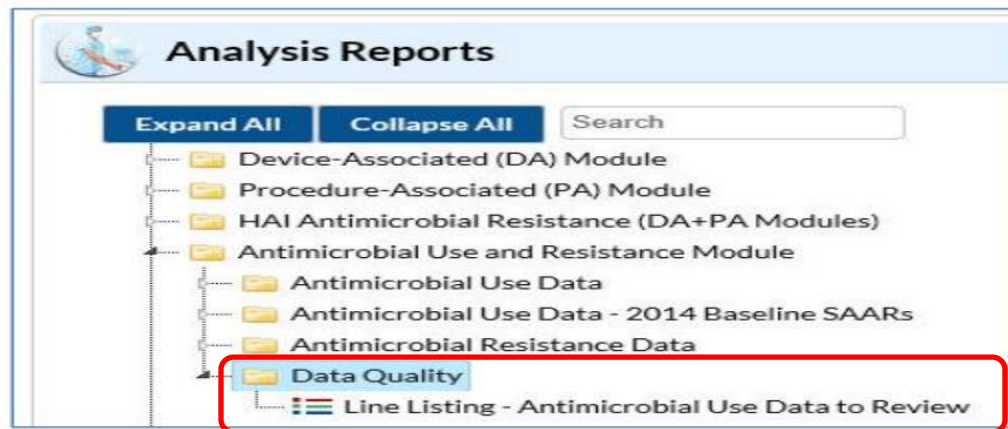 Analysis Reports
Expand All Collapse All Search
Device-Associated (DA) Module
Procedure-Associated (PA) Module
HAI Antimicrobial Resistance (DA+PA Modules)
Antimicrobial Use and Resistance Module
Antimicrobial Use Data
Antimicrobial Use Data - 2014 Baseline SAARs
Antimicrobial Resistance Data
Data Quality
Line Listing - Antimicrobial Use Data to Review